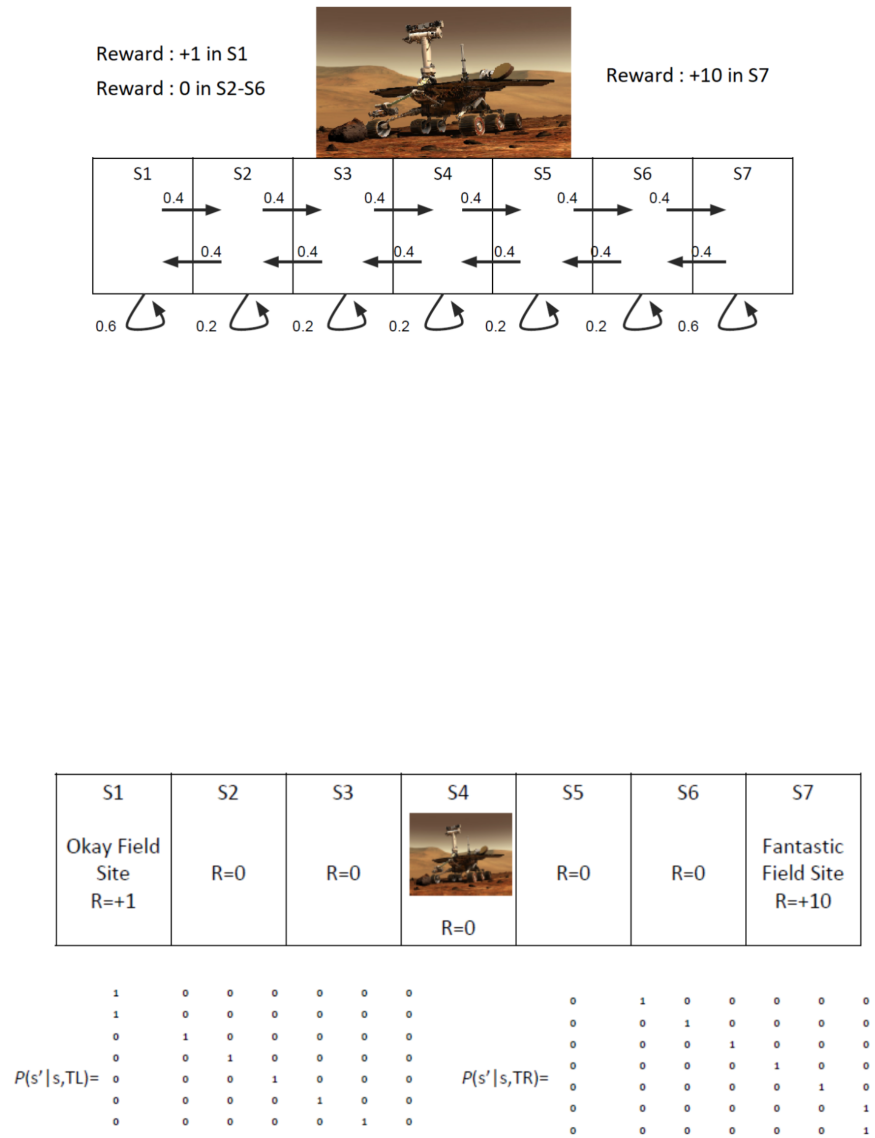 Reward : +1 in S1
Reward : 0 in S2-S6
Reward : +10 in S7
S1 S2 S3 S4 S5 S6 S7
0.4 0.4 0.4 0.4 0.4 0.4
0.4 0.4 0.4 0.4 0.4 0.4
0.6 0.2 0.2 0.2 0.2 0.2 0.6
S1 S2 S3 S4 S5 S6 S7
Okay Field Site R=+1
R=0
R=0
R=0
R=0
R=0
Fantastic Field Site R=+10
P(s'|s,TL)=
1 0 0 0 0 0 0
1 0 0 0 0 0 0
0 1 0 0 0 0 0
0 0 1 0 0 0 0
0 0 0 1 0 0 0
0 0 0 0 1 0 0
0 0 0 0 0 1 0
P(s'|s,TR)=
0 1 0 0 0 0 0
0 0 1 0 0 0 0
0 0 0 1 0 0 0
0 0 0 0 1 0 0
0 0 0 0 0 1 0
0 0 0 0 0 0 1
0 0 0 0 0 0 1